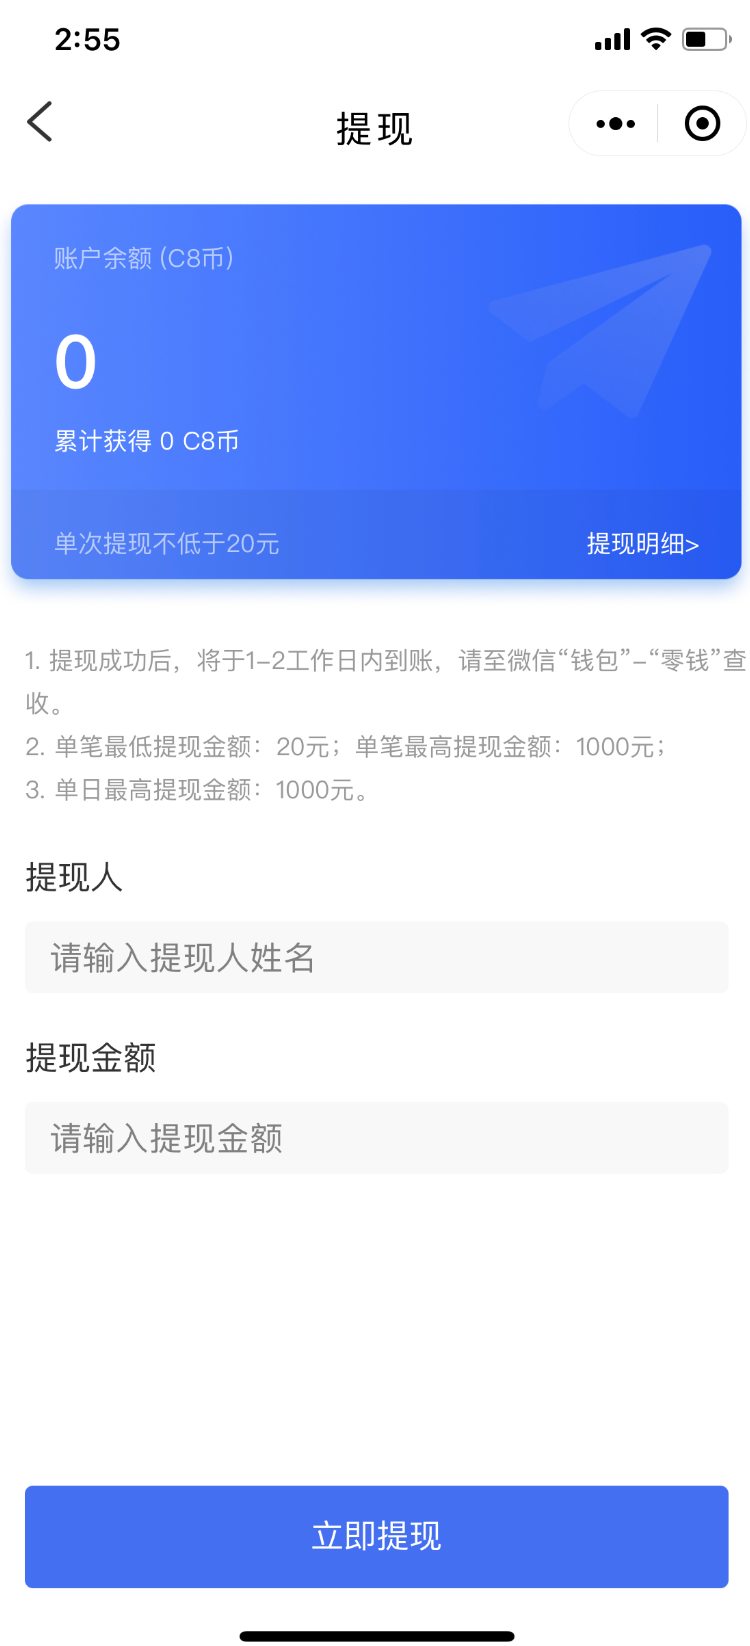 2:55
提现
账户余额 (C8币)
0
累计获得 0 C8币
单次提现不低于20元
提现明细>
1. 提现成功后，将于1-2工作日内到账，请至微信“钱包”-“零钱”查
收。
2. 单笔最低提现金额：20元；单笔最高提现金额：1000元；
3. 单日最高提现金额：1000元。
提现人
请输入提现人姓名
提现金额
请输入提现金额
立即提现